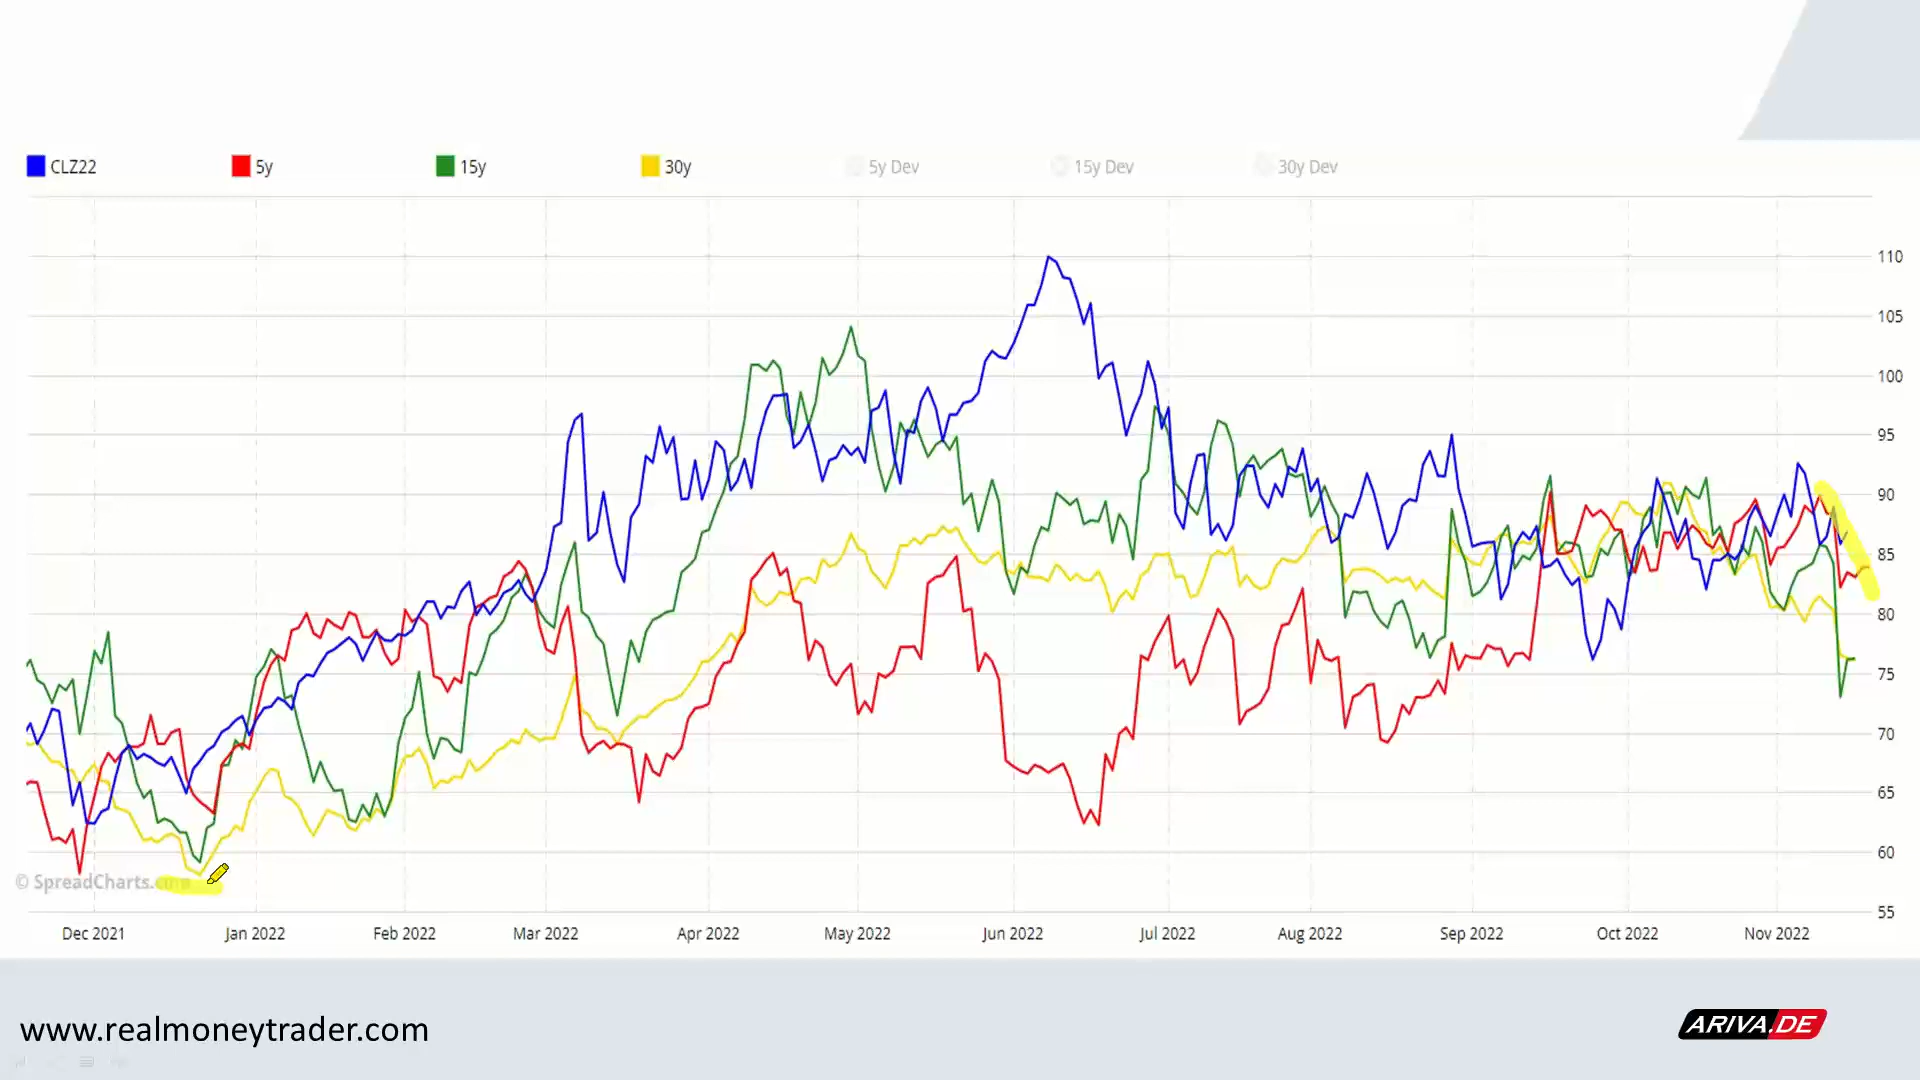 CLZ22 5y 15y 30y 5y Dev 15y Dev 30y Dev
110
105
100
95
90
85
80
75
70
65
60
55
© SpreadCharts.com
Dec 2021 Jan 2022 Feb 2022 Mar 2022 Apr 2022 May 2022 Jun 2022 Jul 2022 Aug 2022 Sep 2022 Oct 2022 Nov 2022
www.realmoneytrader.com
ARIVA.DE